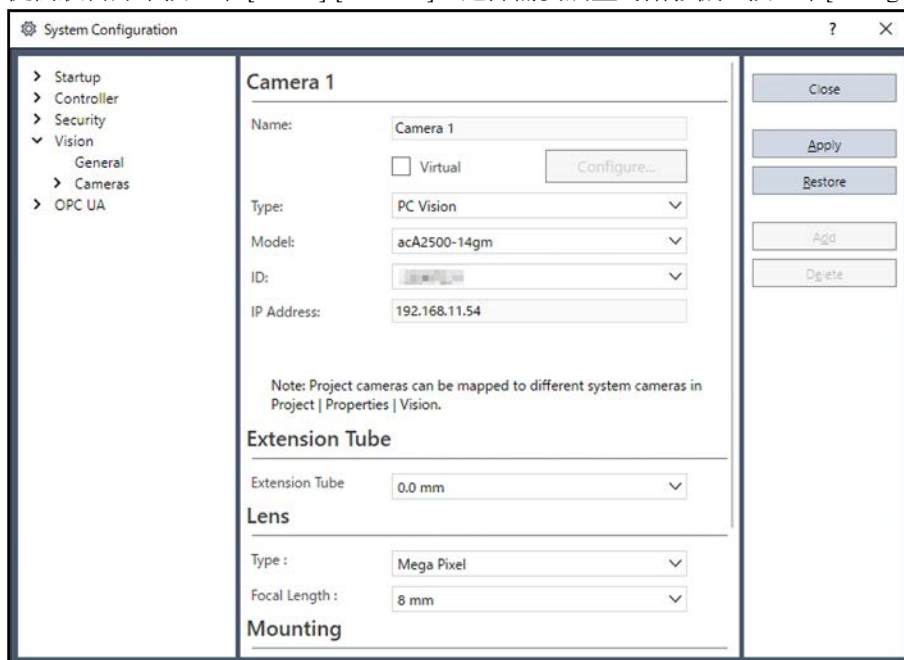 System Configuration
?
Startup
Controller
Security
Vision
General
Cameras
OPC UA
Camera 1
Name:
Camera 1
Virtual
Configure...
Type:
PC Vision
Model:
acA2500-14gm
ID:
IP Address:
192.168.11.54
Note: Project cameras can be mapped to different system cameras in
Project | Properties | Vision.
Extension Tube
Extension Tube
0.0 mm
Lens
Type :
Mega Pixel
Focal Length :
8 mm
Mounting
Close
Apply
Restore
Add
Delete